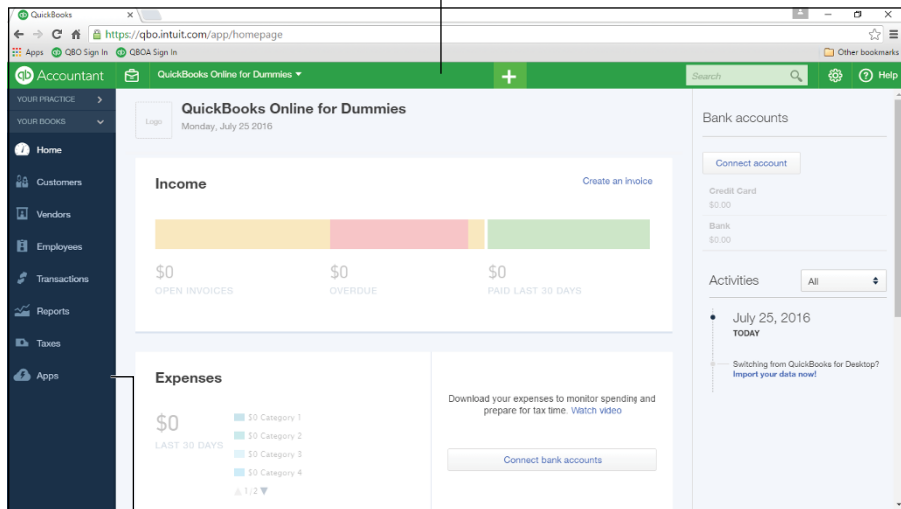 QuickBooks
https://qbo.intuit.com/app/homepage
Apps QBO Sign In QBOA Sign In Other bookmarks
qb Accountant QuickBooks Online for Dummies Search Help
YOUR PRACTICE
YOUR BOOKS
Home
Customers
Vendors
Employees
Transactions
Reports
Taxes
Apps
Logo
QuickBooks Online for Dummies
Monday, July 25 2016
Income
Create an invoice
$0
OPEN INVOICES
$0
OVERDUE
$0
PAID LAST 30 DAYS
Expenses
$0
LAST 30 DAYS
$0 Category 1
$0 Category 2
$0 Category 3
$0 Category 4
1/2
Download your expenses to monitor spending and
prepare for tax time. Watch video
Connect bank accounts
Bank accounts
Connect account
Credit Card
$0.00
Bank
$0.00
Activities
All
July 25, 2016
TODAY
Switching from QuickBooks for Desktop?
Import your data now!